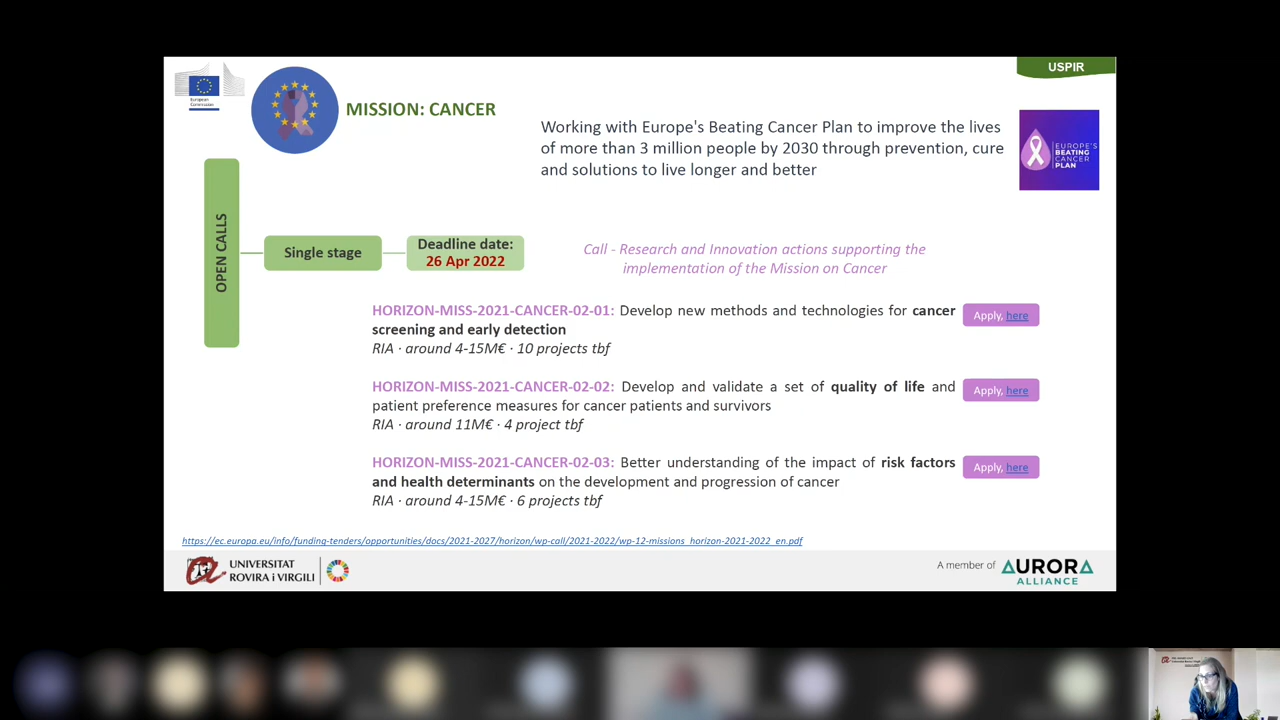 USPIR
European
Commission
MISSION: CANCER
Working with Europe's Beating Cancer Plan to improve the lives
of more than 3 million people by 2030 through prevention, cure
and solutions to live longer and better
EUROPE'S
BEATING
CANCER
PLAN
OPEN CALLS
Single stage
Deadline date:
26 Apr 2022
Call - Research and Innovation actions supporting the
implementation of the Mission on Cancer
HORIZON-MISS-2021-CANCER-02-01: Develop new methods and technologies for cancer
screening and early detection
RIA · around 4-15M€ · 10 projects tbf
Apply, here
HORIZON-MISS-2021-CANCER-02-02: Develop and validate a set of quality of life and
patient preference measures for cancer patients and survivors
RIA · around 11M€ · 4 project tbf
Apply, here
HORIZON-MISS-2021-CANCER-02-03: Better understanding of the impact of risk factors
and health determinants on the development and progression of cancer
RIA · around 4-15M€ · 6 projects tbf
Apply, here
https://ec.europa.eu/info/funding-tenders/opportunities/docs/2021-2027/horizon/wp-call/2021-2022/wp-12-missions_horizon-2021-2022_en.pdf
UNIVERSITAT
ROVIRA i VIRGILI
A member of
AURORA
ALLIANCE